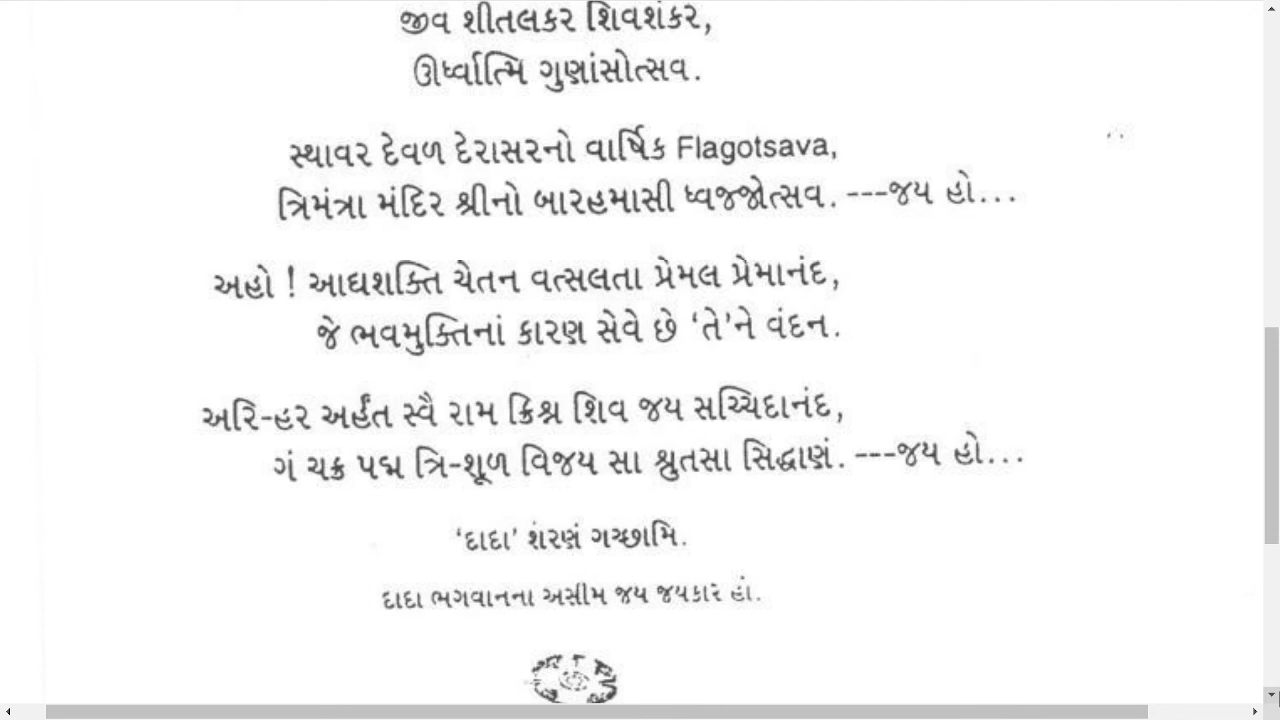 જીવ શીતલકર શિવશંકર,
ઊર્ધ્વાત્મિ ગુણાંસોત્સવ.
સ્થાવર દેવળ દેરાસરનો વાર્ષિક Flagotsava,
ત્રિમંત્રા મંદિર શ્રીનો બારહમાસી ધ્વજ્જોત્સવ. ---જય હો...
અહો ! આદ્યશક્તિ ચેતન વત્સલતા પ્રેમલ પ્રેમાનંદ,
જે ભવમુક્તિનાં કારણ સેવે છે ‘તે’ને વંદન.
અરિ-હર અર્હંત સ્વૈ રામ ક્રિશ્ન શિવ જય સચ્ચિદાનંદ,
ગં ચક્ર પદ્મ ત્રિ-શૂળ વિજય સા શ્રુતસા સિદ્ધાણં. ---જય હો...
‘દાદા’ શંરણં ગચ્છામિ.
દાદા ભગવાનના અસીમ જય જયકાર હો.